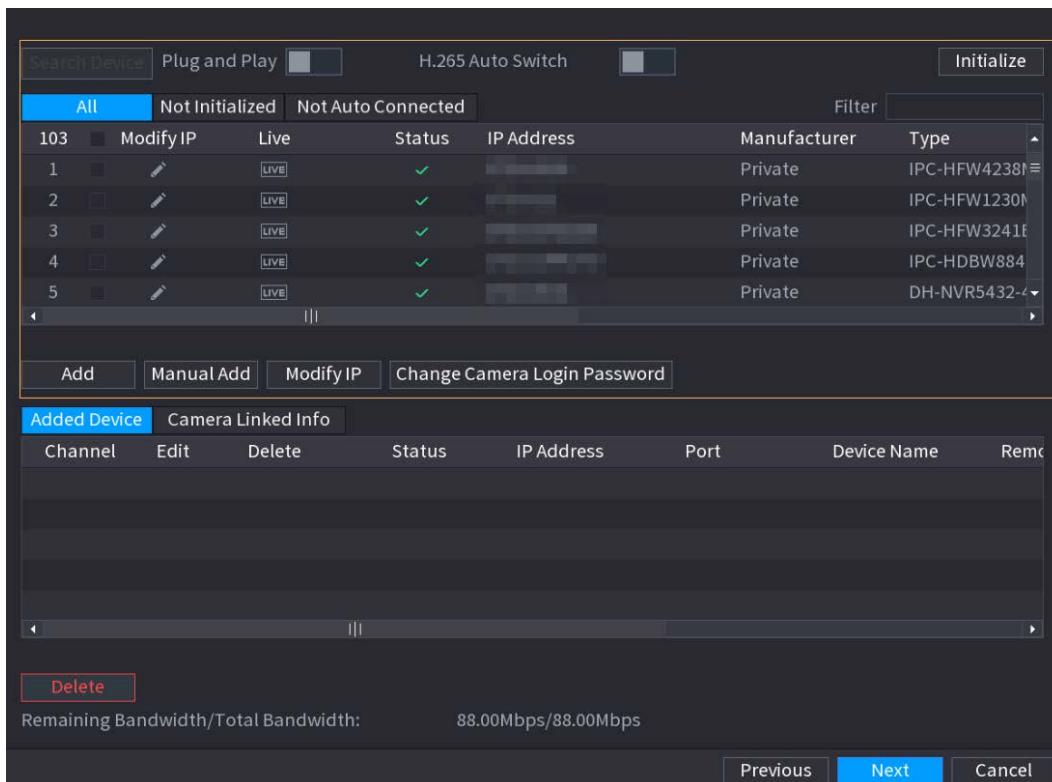 Search Device Plug and Play H.265 Auto Switch Initialize
All Not Initialized Not Auto Connected Filter
103 Modify IP Live Status IP Address Manufacturer Type
1 LIVE Private IPC-HFW4238
2 LIVE Private IPC-HFW1230
3 LIVE Private IPC-HFW3241
4 LIVE Private IPC-HDBW884
5 LIVE Private DH-NVR5432-4
Add Manual Add Modify IP Change Camera Login Password
Added Device Camera Linked Info
Channel Edit Delete Status IP Address Port Device Name Remo
Delete
Remaining Bandwidth/Total Bandwidth: 88.00Mbps/88.00Mbps
Previous Next Cancel